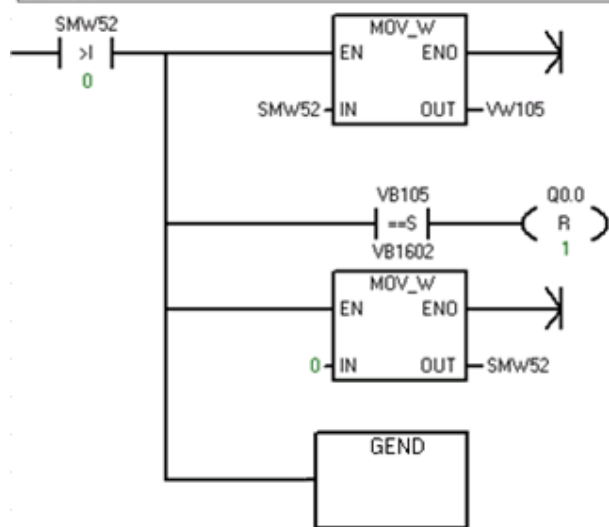 SMW52
>I
0
MOV_W
EN ENO
SMW52 IN OUT VW105
VB105
==S
VB1602
Q0.0
R
1
MOV_W
EN ENO
0 IN OUT SMW52
GEND